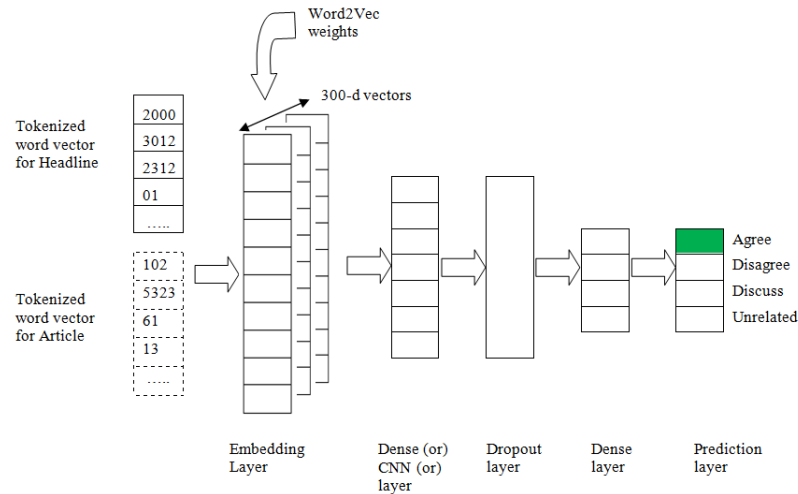 Word2Vec
weights
300-d vectors
Tokenized
word vector
for Headline
2000
3012
2312
01
.....
Tokenized
word vector
for Article
102
5323
61
13
.....
Agree
Disagree
Discuss
Unrelated
Embedding
Layer
Dense (or)
CNN (or)
layer
Dropout
layer
Dense
layer
Prediction
layer